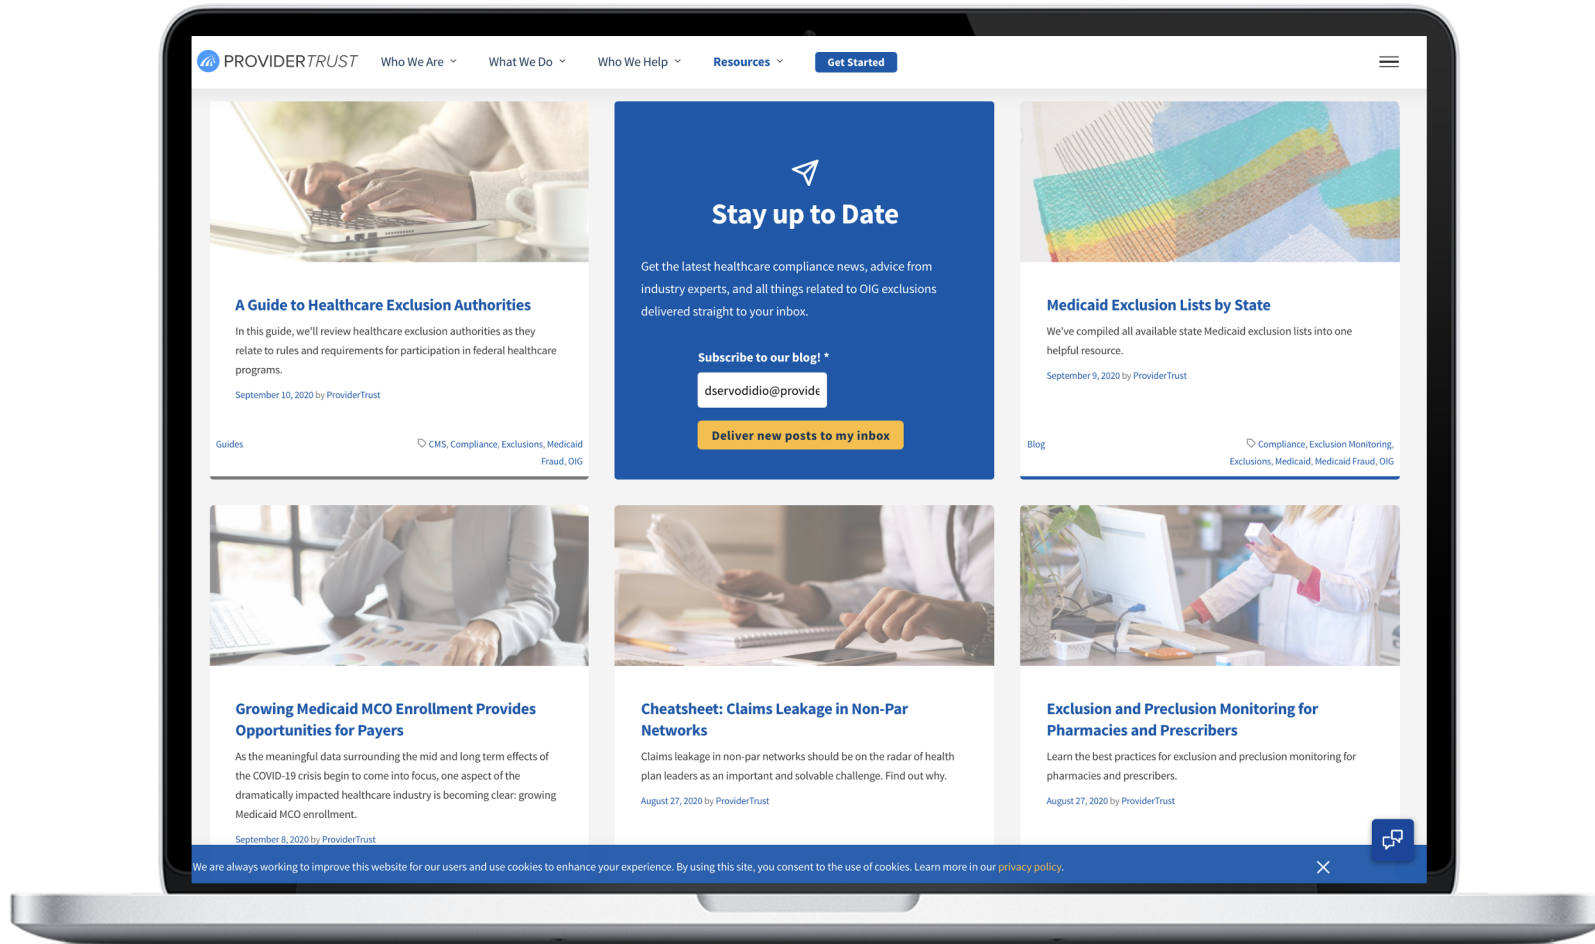 PROVIDERTRUST
Who We Are
What We Do
Who We Help
Resources
Get Started
A Guide to Healthcare Exclusion Authorities
In this guide, we'll review healthcare exclusion authorities as they
relate to rules and requirements for participation in federal healthcare
programs.
September 10, 2020 by ProviderTrust
Guides
CMS, Compliance, Exclusions, Medicaid
Fraud, OIG
Stay up to Date
Get the latest healthcare compliance news, advice from
industry experts, and all things related to OIG exclusions
delivered straight to your inbox.
Subscribe to our blog! *
dservodidio@provide
Deliver new posts to my inbox
Medicaid Exclusion Lists by State
We've compiled all available state Medicaid exclusion lists into one
helpful resource.
September 9, 2020 by ProviderTrust
Blog
Compliance, Exclusion Monitoring,
Exclusions, Medicaid, Medicaid Fraud, OIG
Growing Medicaid MCO Enrollment Provides
Opportunities for Payers
As the meaningful data surrounding the mid and long term effects of
the COVID-19 crisis begin to come into focus, one aspect of the
dramatically impacted healthcare industry is becoming clear: growing
Medicaid MCO enrollment.
September 8, 2020 by ProviderTrust
Cheatsheet: Claims Leakage in Non-Par
Networks
Claims leakage in non-par networks should be on the radar of health
plan leaders as an important and solvable challenge. Find out why.
August 27, 2020 by ProviderTrust
Exclusion and Preclusion Monitoring for
Pharmacies and Prescribers
Learn the best practices for exclusion and preclusion monitoring for
pharmacies and prescribers.
August 27, 2020 by ProviderTrust
We are always working to improve this website for our users and use cookies to enhance your experience. By using this site, you consent to the use of cookies. Learn more in our privacy policy.